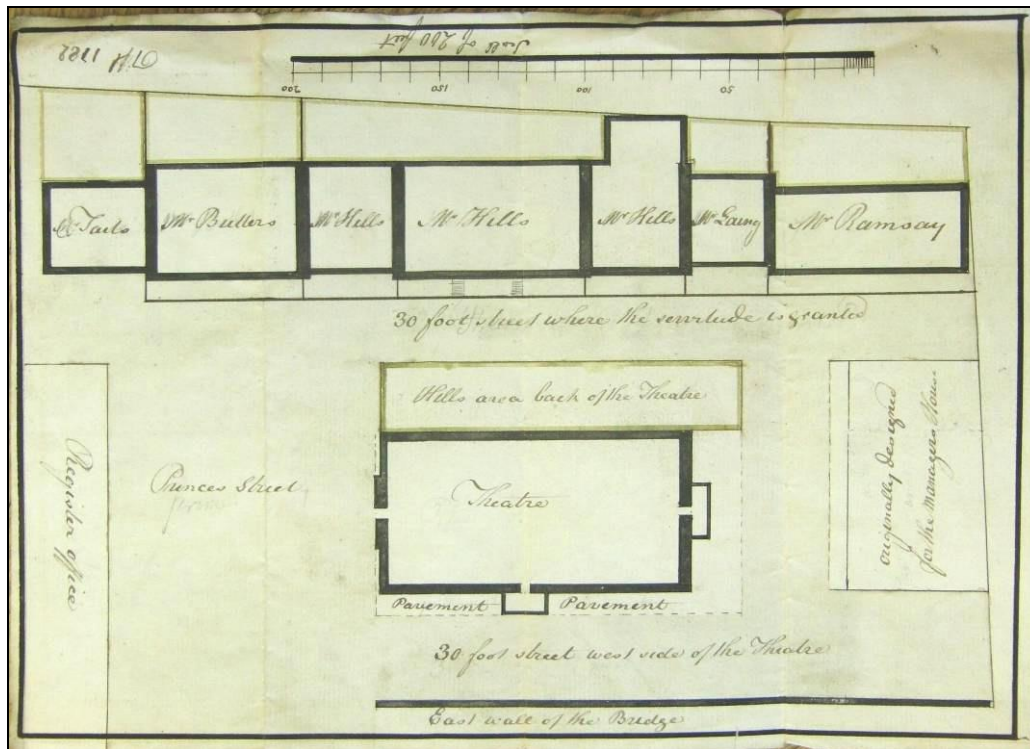 Scale of 200 feet
200 150 100 50
Tails
Mr Butters
Mr Hills
Mr Hills
Mr Hills
Mr Laing
Mr Ramsay
30 foot street where the servitude is granted
Hills area back of the Theatre
Register office
Princes Street
Theatre
originally designed
for the Managers House
Pavement
Pavement
30 foot street west side of the Theatre
East wall of the Bridge